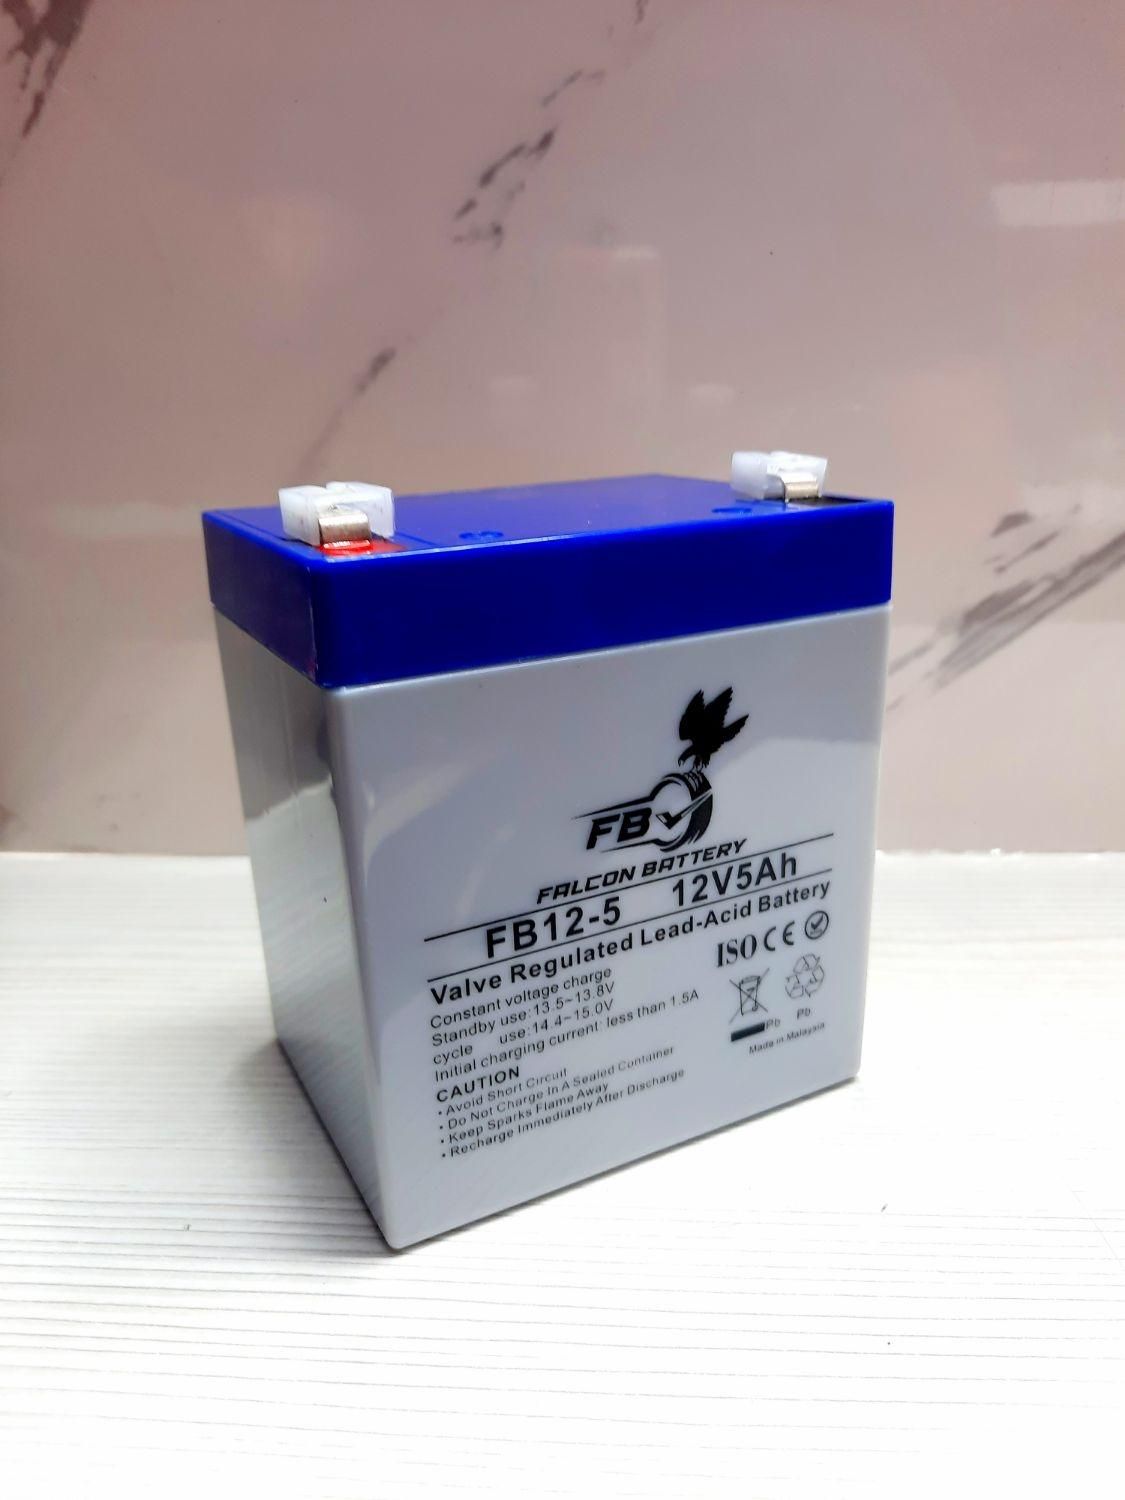 FB
FALCON BATTERY
FB12-5 12V5Ah
Valve Regulated Lead-Acid Battery
Constant voltage charge
Standby use:13.5~13.8V
cycle use:14.4~15.0V
Initial charging current: less than 1.5A
CAUTION
• Avoid Short Circuit
• Do Not Charge In A Sealed Container
• Keep Sparks Flame Away
• Recharge Immediately After Discharge
ISO CE
Pb Pb
Made in Malaysia